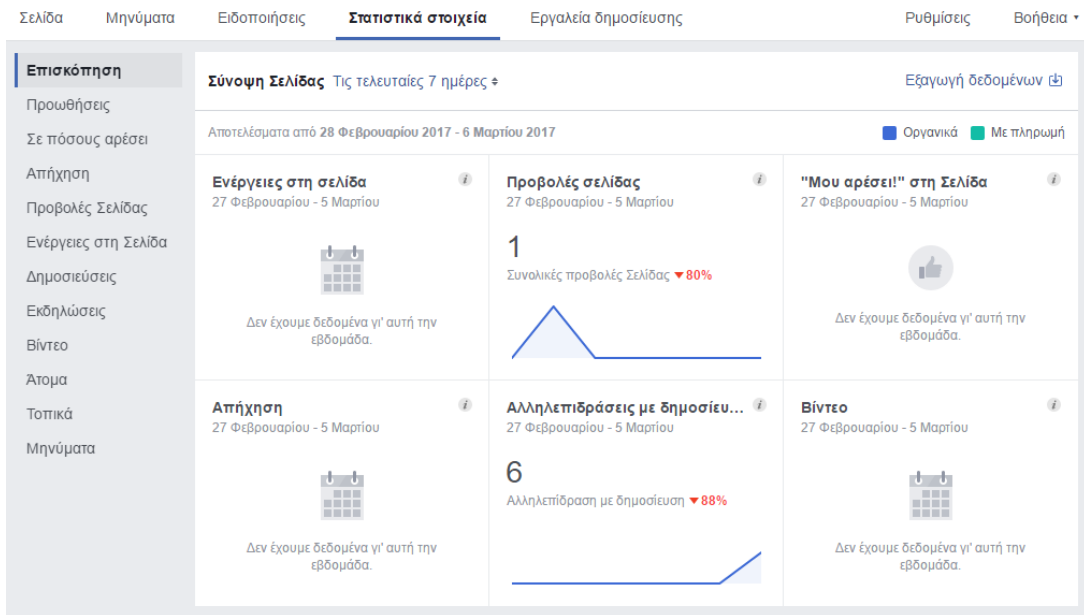 Σελίδα Μηνύματα Ειδοποιήσεις Στατιστικά στοιχεία Εργαλεία δημοσίευσης Ρυθμίσεις Βοήθεια
Επισκόπηση
Προωθήσεις
Σε πόσους αρέσει
Απήχηση
Προβολές Σελίδας
Ενέργειες στη Σελίδα
Δημοσιεύσεις
Εκδηλώσεις
Βίντεο
Άτομα
Τοπικά
Μηνύματα
Σύνοψη Σελίδας Τις τελευταίες 7 ημέρες Εξαγωγή δεδομένων
Αποτελέσματα από 28 Φεβρουαρίου 2017 - 6 Μαρτίου 2017 Οργανικά Με πληρωμή
Ενέργειες στη σελίδα
27 Φεβρουαρίου - 5 Μαρτίου
Δεν έχουμε δεδομένα γι' αυτή την
εβδομάδα.
Προβολές σελίδας
27 Φεβρουαρίου - 5 Μαρτίου
1
Συνολικές προβολές Σελίδας ▼80%
"Μου αρέσει!" στη Σελίδα
27 Φεβρουαρίου - 5 Μαρτίου
Δεν έχουμε δεδομένα γι' αυτή την
εβδομάδα.
Απήχηση
27 Φεβρουαρίου - 5 Μαρτίου
Δεν έχουμε δεδομένα γι' αυτή την
εβδομάδα.
Αλληλεπιδράσεις με δημοσίευ...
27 Φεβρουαρίου - 5 Μαρτίου
6
Αλληλεπίδραση με δημοσίευση ▼88%
Βίντεο
27 Φεβρουαρίου - 5 Μαρτίου
Δεν έχουμε δεδομένα γι' αυτή την
εβδομάδα.